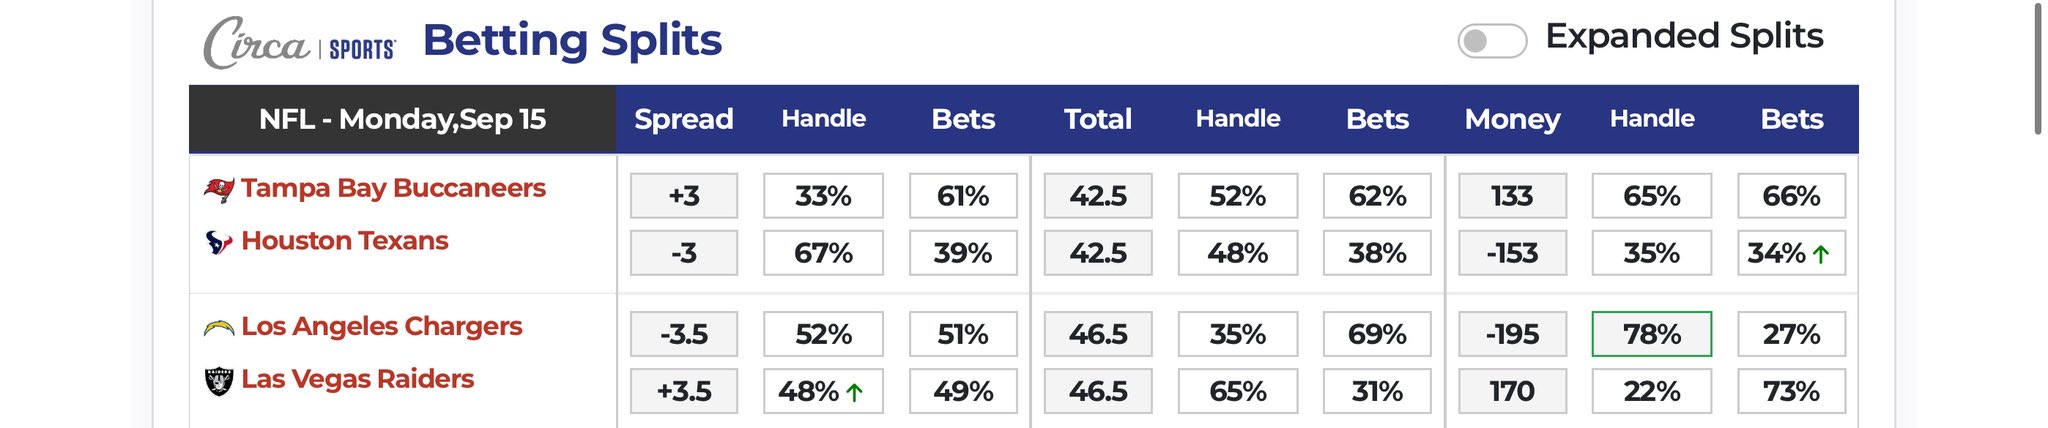 Circa | SPORTS Betting Splits Expanded Splits
NFL - Monday,Sep 15 Spread Handle Bets Total Handle Bets Money Handle Bets
Tampa Bay Buccaneers +3 33% 61% 42.5 52% 62% 133 65% 66%
Houston Texans -3 67% 39% 42.5 48% 38% -153 35% 34% ↑
Los Angeles Chargers -3.5 52% 51% 46.5 35% 69% -195 78% 27%
Las Vegas Raiders +3.5 48% ↑ 49% 46.5 65% 31% 170 22% 73%